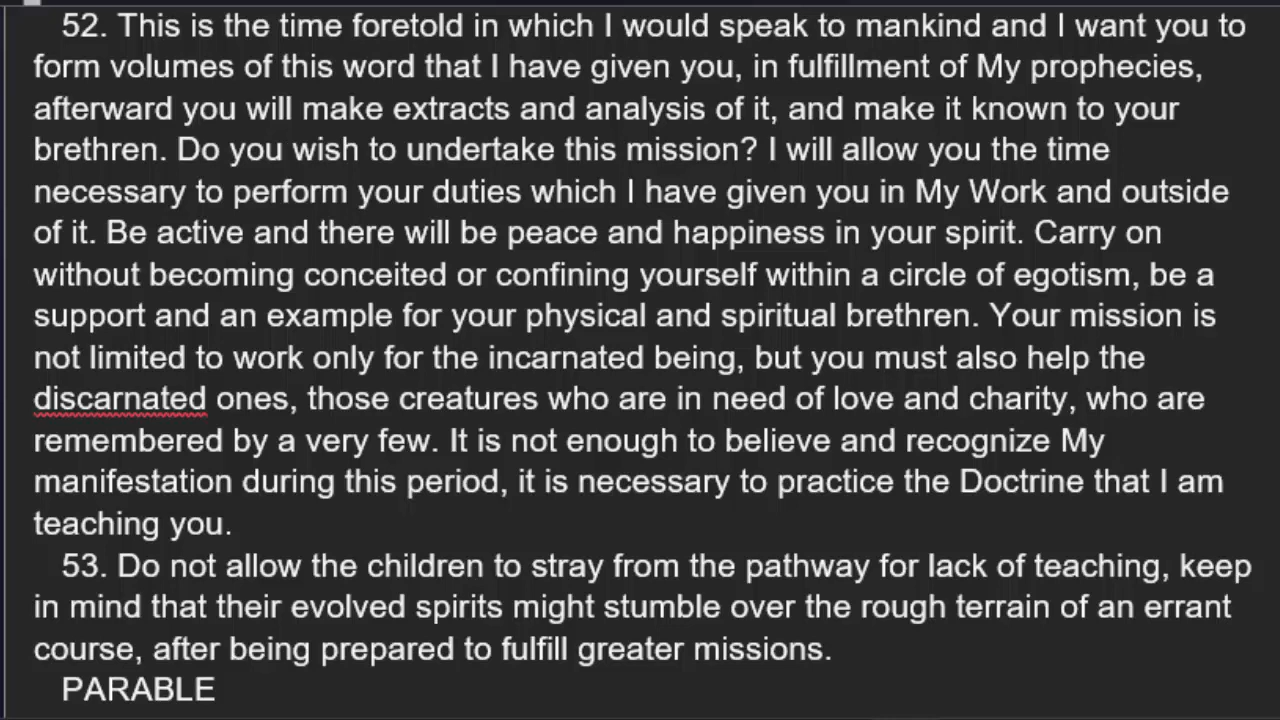 52. This is the time foretold in which I would speak to mankind and I want you to
form volumes of this word that I have given you, in fulfillment of My prophecies,
afterward you will make extracts and analysis of it, and make it known to your
brethren. Do you wish to undertake this mission? I will allow you the time
necessary to perform your duties which I have given you in My Work and outside
of it. Be active and there will be peace and happiness in your spirit. Carry on
without becoming conceited or confining yourself within a circle of egotism, be a
support and an example for your physical and spiritual brethren. Your mission is
not limited to work only for the incarnated being, but you must also help the
discarnated ones, those creatures who are in need of love and charity, who are
remembered by a very few. It is not enough to believe and recognize My
manifestation during this period, it is necessary to practice the Doctrine that I am
teaching you.
53. Do not allow the children to stray from the pathway for lack of teaching, keep
in mind that their evolved spirits might stumble over the rough terrain of an errant
course, after being prepared to fulfill greater missions.
PARABLE